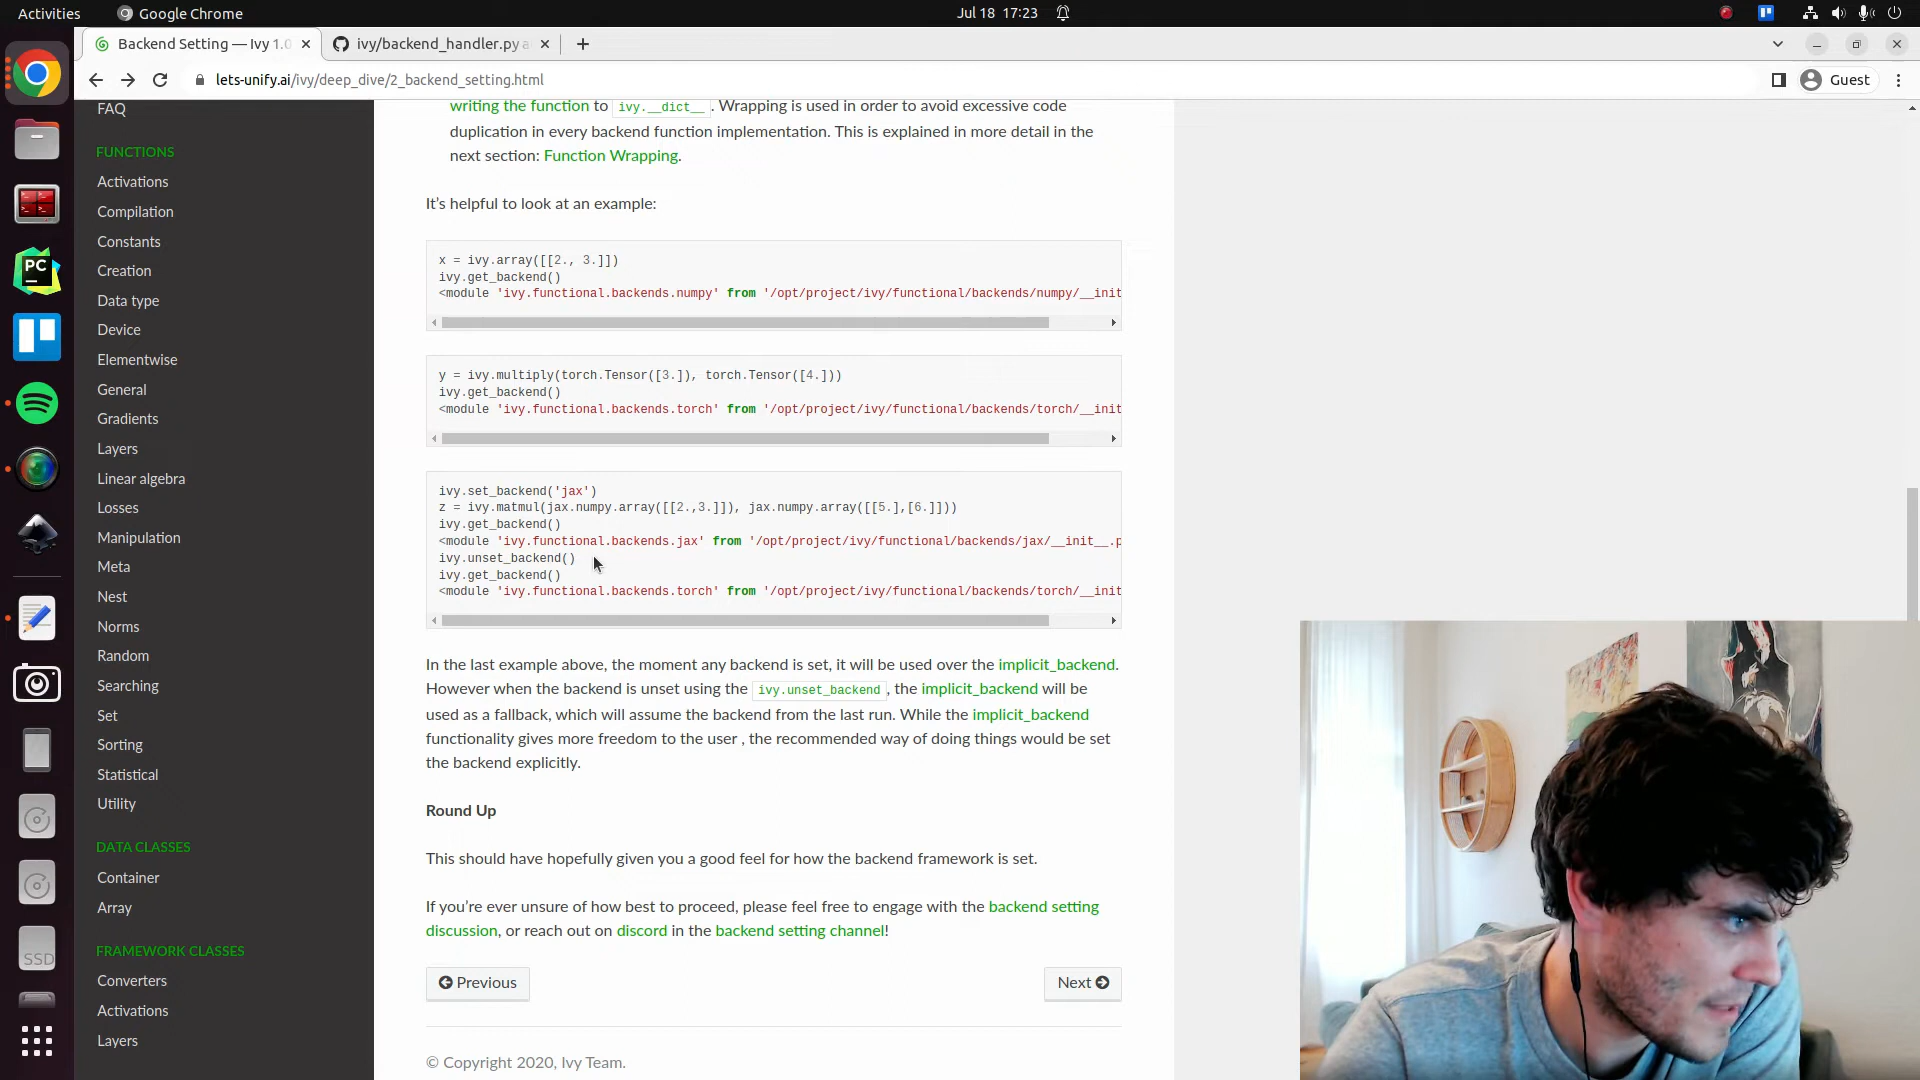 Activities
Google Chrome
Jul 18 17:23
Backend Setting — Ivy 1.0
ivy/backend_handler.py a
lets-unify.ai/ivy/deep_dive/2_backend_setting.html
Guest
FAQ
FUNCTIONS
Activations
Compilation
Constants
Creation
Data type
Device
Elementwise
General
Gradients
Layers
Linear algebra
Losses
Manipulation
Meta
Nest
Norms
Random
Searching
Set
Sorting
Statistical
Utility
DATA CLASSES
Container
Array
FRAMEWORK CLASSES
Converters
Activations
Layers
PC
SSD
writing the function to ivy.__dict__. Wrapping is used in order to avoid excessive code
duplication in every backend function implementation. This is explained in more detail in the
next section: Function Wrapping.
It’s helpful to look at an example:
x = ivy.array([[2., 3.]])
ivy.get_backend()
<module 'ivy.functional.backends.numpy' from '/opt/project/ivy/functional/backends/numpy/__init
y = ivy.multiply(torch.Tensor([3.]), torch.Tensor([4.]))
ivy.get_backend()
<module 'ivy.functional.backends.torch' from '/opt/project/ivy/functional/backends/torch/__init
ivy.set_backend('jax')
z = ivy.matmul(jax.numpy.array([[2.,3.]]), jax.numpy.array([[5.],[6.]]))
ivy.get_backend()
<module 'ivy.functional.backends.jax' from '/opt/project/ivy/functional/backends/jax/__init__.p
ivy.unset_backend()
ivy.get_backend()
<module 'ivy.functional.backends.torch' from '/opt/project/ivy/functional/backends/torch/__init
In the last example above, the moment any backend is set, it will be used over the implicit_backend.
However when the backend is unset using the ivy.unset_backend, the implicit_backend will be
used as a fallback, which will assume the backend from the last run. While the implicit_backend
functionality gives more freedom to the user , the recommended way of doing things would be set
the backend explicitly.
Round Up
This should have hopefully given you a good feel for how the backend framework is set.
If you’re ever unsure of how best to proceed, please feel free to engage with the backend setting
discussion, or reach out on discord in the backend setting channel!
Previous
Next
© Copyright 2020, Ivy Team.